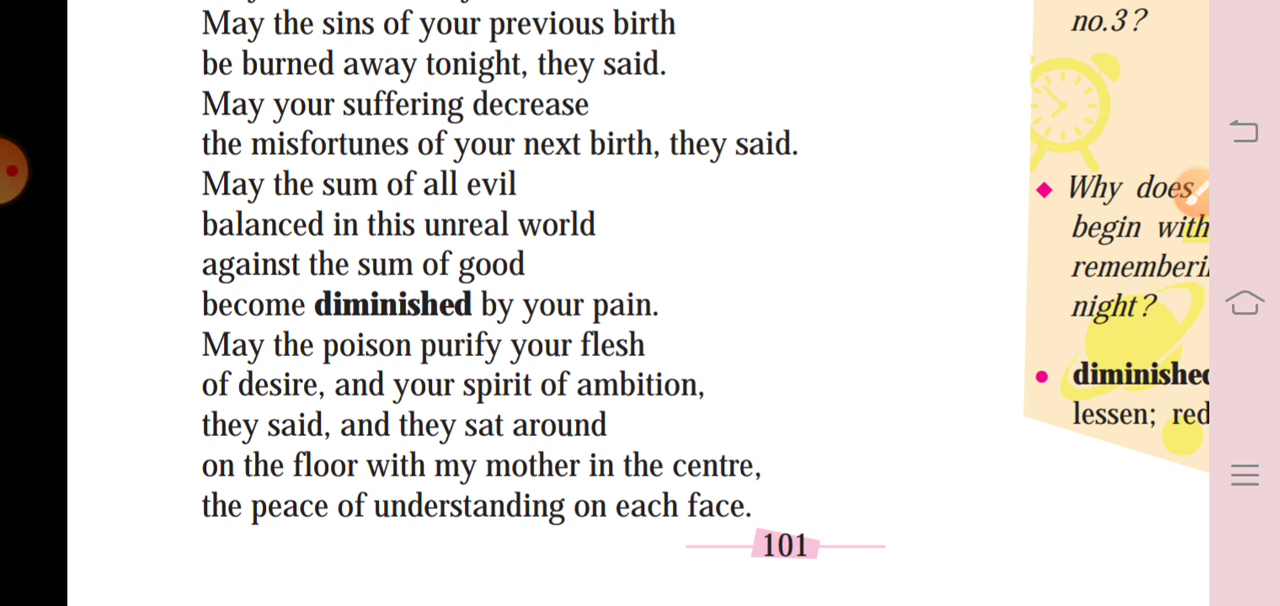 May the sins of your previous birth
be burned away tonight, they said.
May your suffering decrease
the misfortunes of your next birth, they said.
May the sum of all evil
balanced in this unreal world
against the sum of good
become diminished by your pain.
May the poison purify your flesh
of desire, and your spirit of ambition,
they said, and they sat around
on the floor with my mother in the centre,
the peace of understanding on each face.
101
no.3?
Why does
begin with
night?
lessen;